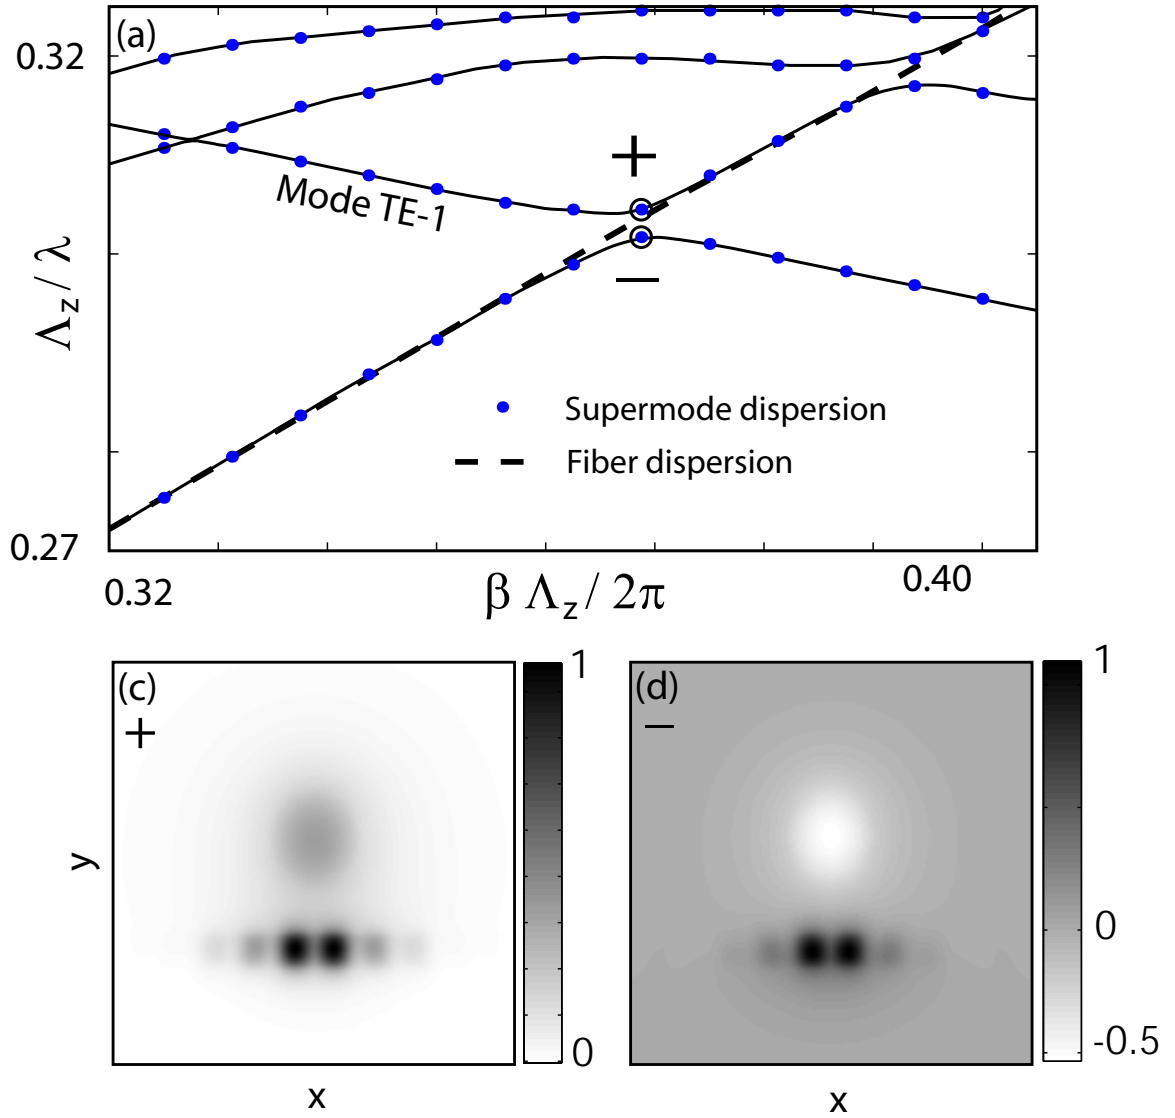 (a)
0.32
Mode TE-1
+
−
Λz / λ
Supermode dispersion
Fiber dispersion
0.27
0.32
β Λz / 2π
0.40
(c)
+
1
0
y
x
(d)
−
1
0
-0.5
x